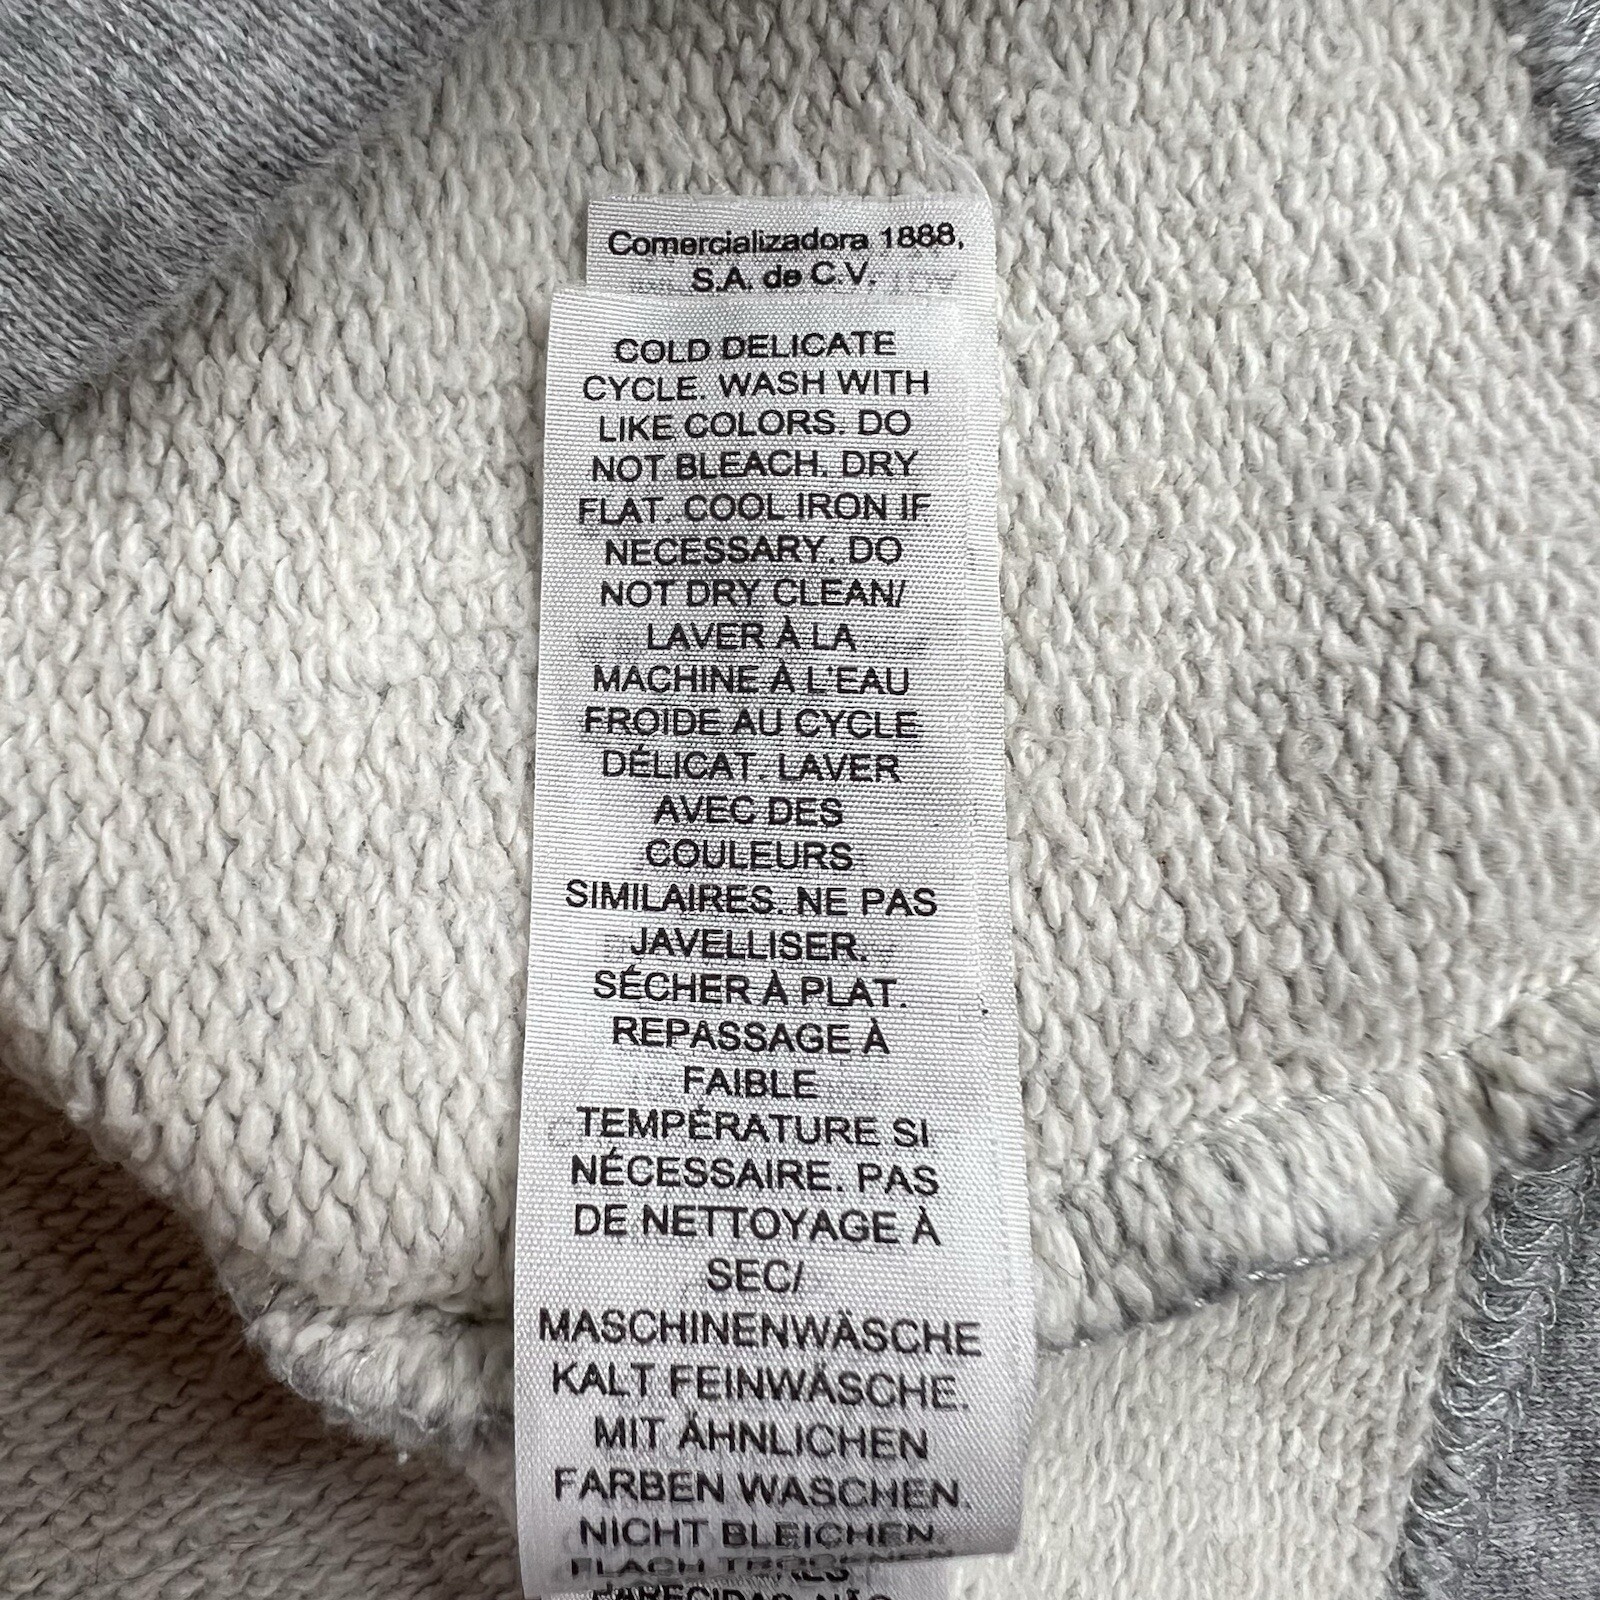 Comercializadora 1888,
S.A. de C.V.
COLD DELICATE
CYCLE. WASH WITH
LIKE COLORS. DO
NOT BLEACH. DRY
FLAT. COOL IRON IF
NECESSARY. DO
NOT DRY CLEAN/
LAVER À LA
MACHINE À L'EAU
FROIDE AU CYCLE
DÉLICAT. LAVER
AVEC DES
COULEURS
SIMILAIRES. NE PAS
JAVELLISER.
SÉCHER À PLAT.
REPASSAGE À
FAIBLE
TEMPÉRATURE SI
NÉCESSAIRE. PAS
DE NETTOYAGE À
SEC/
MASCHINENWÄSCHE
KALT FEINWÄSCHE.
MIT ÄHNLICHEN
FARBEN WASCHEN.
NICHT BLEICHEN.
FLACH
NÃO